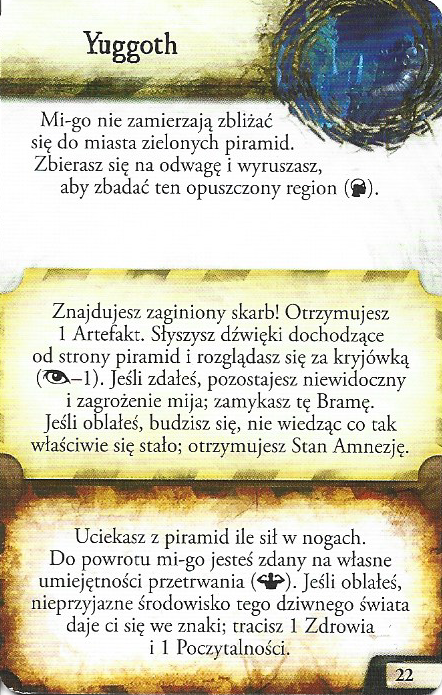 Yuggoth
Mi-go nie zamierzają zbliżać
się do miasta zielonych piramid.
Zbierasz się na odwagę i wyruszasz,
aby zbadać ten opuszczony region ( ).
Znajdujesz zaginiony skarb! Otrzymujesz
1 Artefakt. Słyszysz dźwięki dochodzące
od strony piramid i rozglądasz się za kryjówką
( –1). Jeśli zdałeś, pozostajesz niewidoczny
i zagrożenie mija; zamykasz tę Bramę.
Jeśli oblałeś, budzisz się, nie wiedząc co tak
właściwie się stało; otrzymujesz Stan Amnezję.
Uciekasz z piramid ile sił w nogach.
Do powrotu mi-go jesteś zdany na własne
umiejętności przetrwania ( ). Jeśli oblałeś,
nieprzyjazne środowisko tego dziwnego świata
daje ci się we znaki; tracisz 1 Zdrowia
i 1 Poczytalności.
22